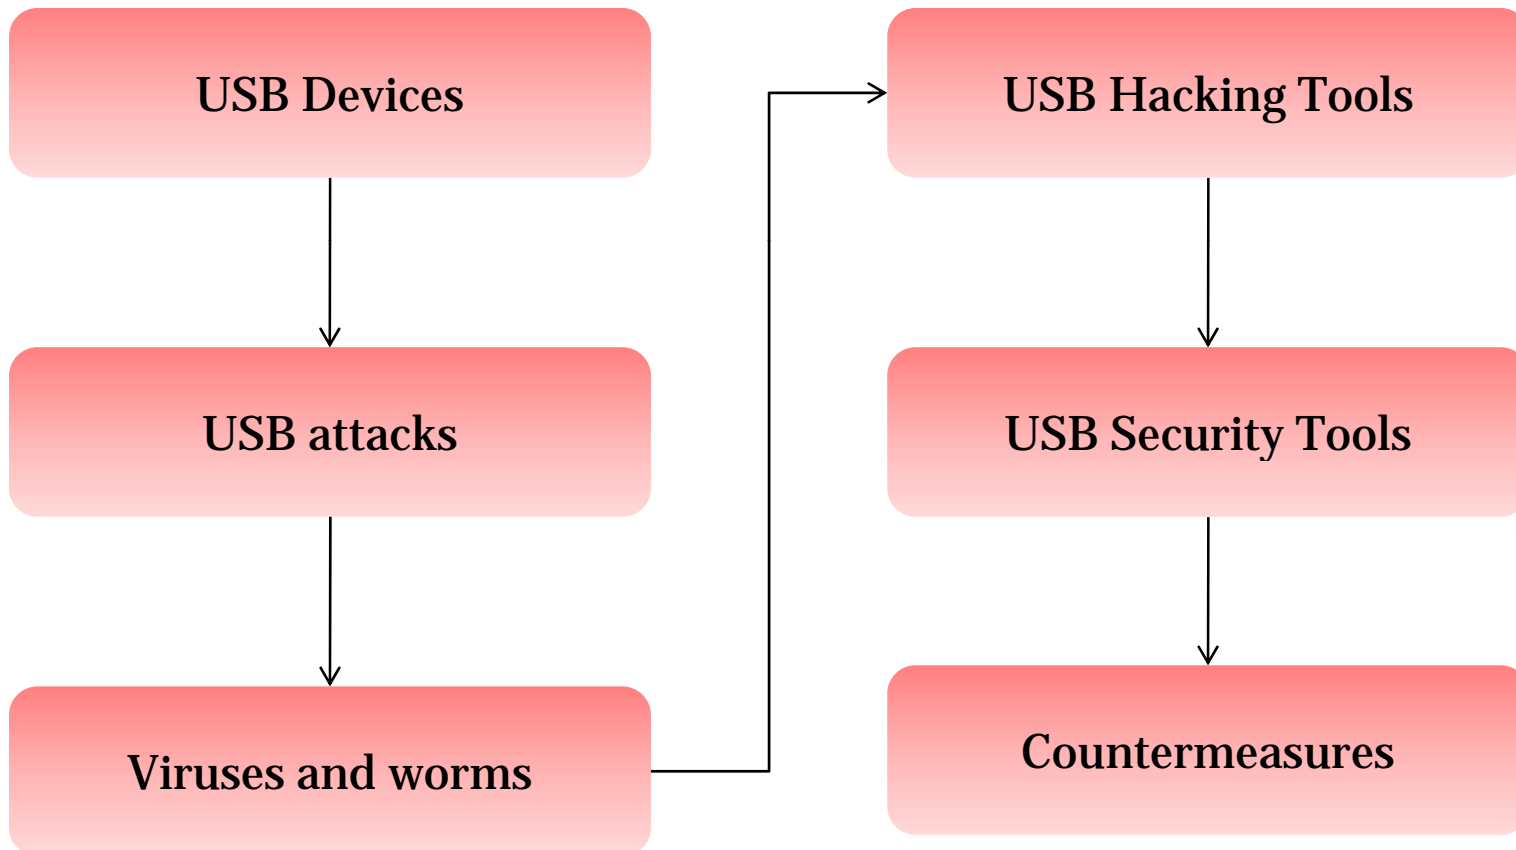 USB Devices
USB attacks
Viruses and worms
USB Hacking Tools
USB Security Tools
Countermeasures